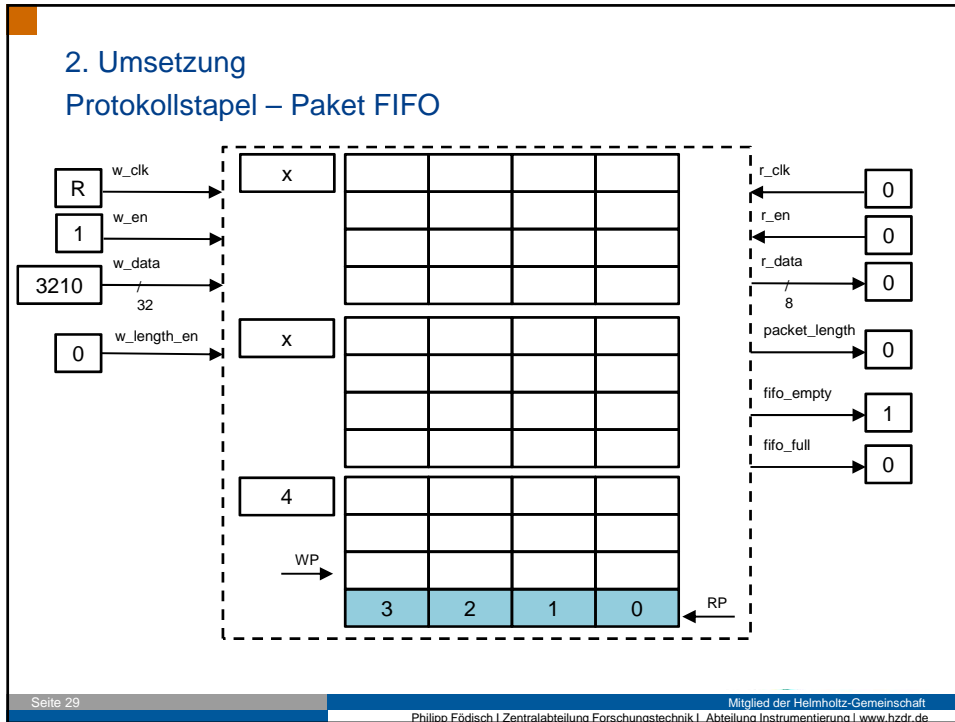 2. Umsetzung
Protokollstapel – Paket FIFO
w_clk
R
w_en
1
w_data
3210
32
w_length_en
0
x
x
4
WP
3 2 1 0
RP
r_clk
0
r_en
0
r_data
0
8
packet_length
0
fifo_empty
1
fifo_full
0
Seite 29
Mitglied der Helmholtz-Gemeinschaft
Philipp Födisch I Zentralabteilung Forschungstechnik I Abteilung Instrumentierung I www.hzdr.de